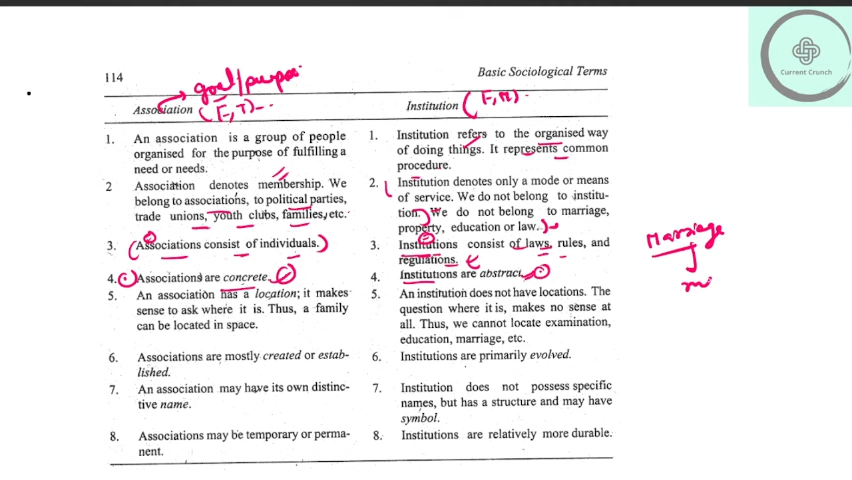 Current Crunch
goal/purpose
114
Basic Sociological Terms
Association (F, T)-..
Institution (F, M).
1. An association is a group of people
organised for the purpose of fulfilling a
need or needs.
2 Association denotes membership. We
belong to associations, to political parties,
trade unions, youth clubs, families, etc.
3. (Associations consist of individuals.)
4. Associations are concrete.
5. An association has a location; it makes
sense to ask where it is. Thus, a family
can be located in space.
6. Associations are mostly created or estab-
lished.
7. An association may have its own distinc-
tive name.
8. Associations may be temporary or perma-
nent.
1. Institution refers to the organised way
of doing things. It represents common
procedure.
2. Institution denotes only a mode or means
of service. We do not belong to institu-
tion. We do not belong to marriage,
property, education or law.
3. Institutions consist of laws, rules, and
regulations.
4. Institutions are abstract.
5. An institution does not have locations. The
question where it is, makes no sense at
all. Thus, we cannot locate examination,
education, marriage, etc.
6. Institutions are primarily evolved.
7. Institution does not possess specific
names, but has a structure and may have
symbol.
8. Institutions are relatively more durable.
Marriage
m